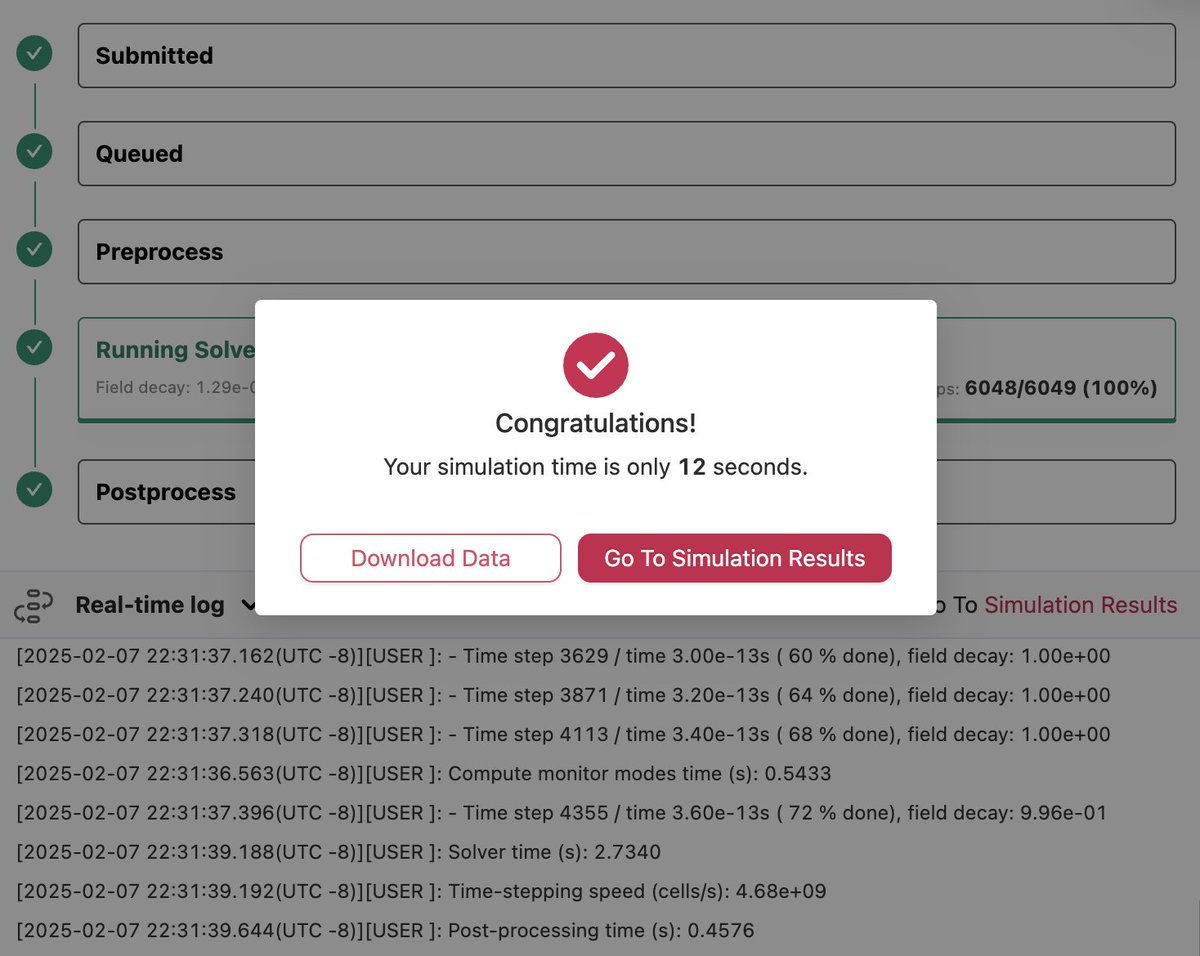 Submitted
Queued
Preprocess
Running Solve
Field decay: 1.29e-
ps: 6048/6049 (100%)
Congratulations!
Your simulation time is only 12 seconds.
Download Data
Go To Simulation Results
Postprocess
Real-time log
To Simulation Results
[2025-02-07 22:31:37.162(UTC -8)][USER ]: - Time step 3629 / time 3.00e-13s ( 60 % done), field decay: 1.00e+00
[2025-02-07 22:31:37.240(UTC -8)][USER ]: - Time step 3871 / time 3.20e-13s ( 64 % done), field decay: 1.00e+00
[2025-02-07 22:31:37.318(UTC -8)][USER ]: - Time step 4113 / time 3.40e-13s ( 68 % done), field decay: 1.00e+00
[2025-02-07 22:31:36.563(UTC -8)][USER ]: Compute monitor modes time (s): 0.5433
[2025-02-07 22:31:37.396(UTC -8)][USER ]: - Time step 4355 / time 3.60e-13s ( 72 % done), field decay: 9.96e-01
[2025-02-07 22:31:39.188(UTC -8)][USER ]: Solver time (s): 2.7340
[2025-02-07 22:31:39.192(UTC -8)][USER ]: Time-stepping speed (cells/s): 4.68e+09
[2025-02-07 22:31:39.644(UTC -8)][USER ]: Post-processing time (s): 0.4576